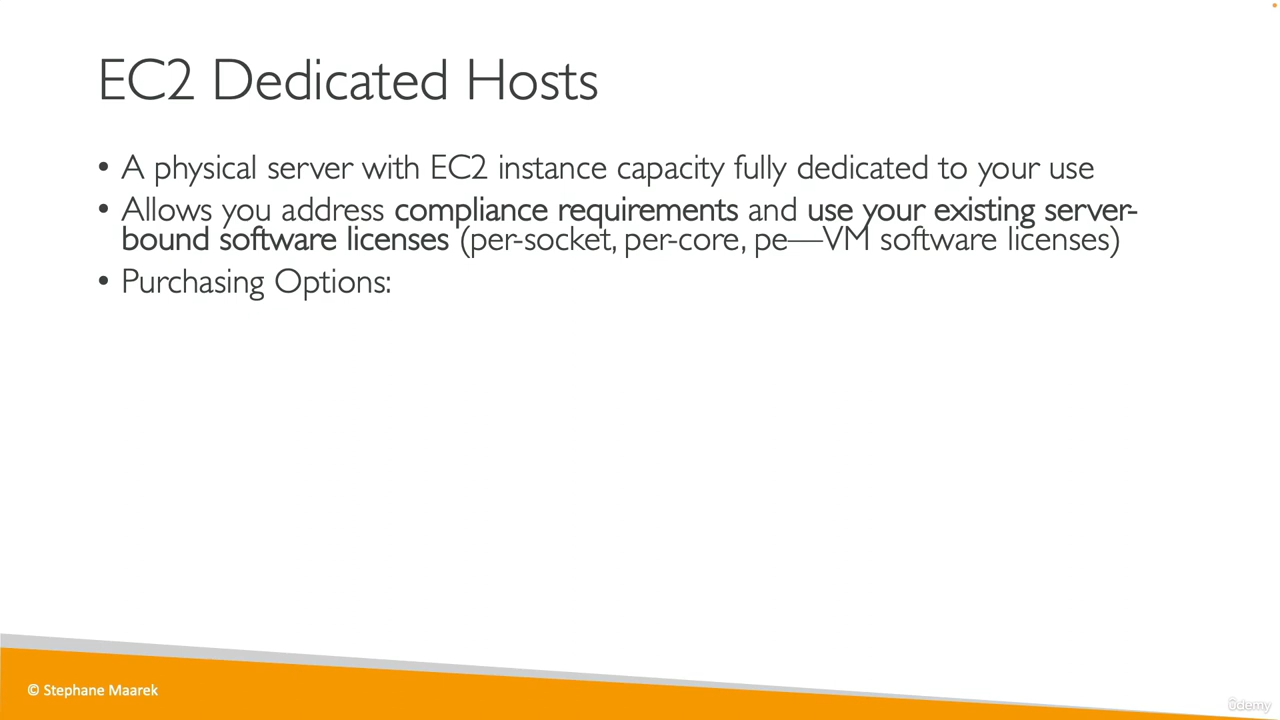 EC2 Dedicated Hosts
• A physical server with EC2 instance capacity fully dedicated to your use
• Allows you address compliance requirements and use your existing server-
bound software licenses (per-socket, per-core, pe—VM software licenses)
• Purchasing Options:
© Stephane Maarek
ûdemy